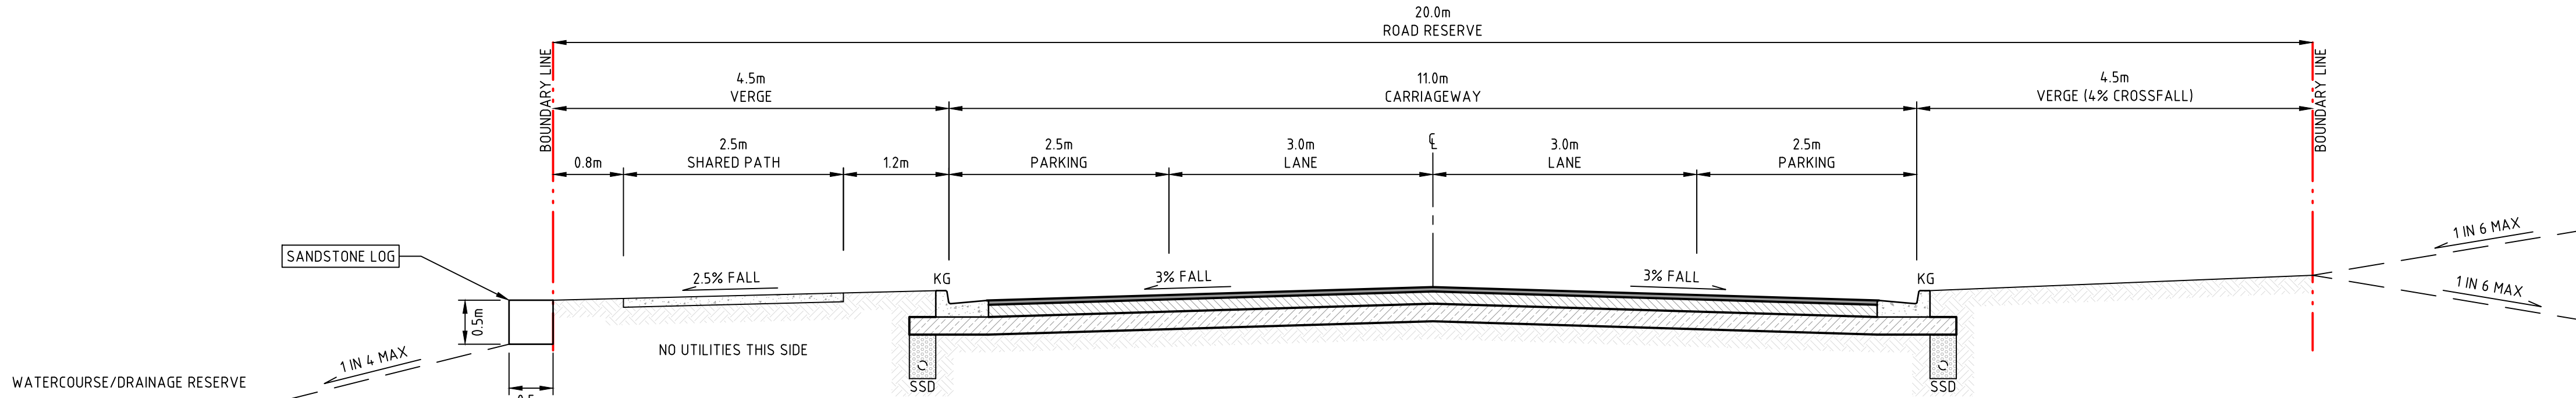 20.0m
ROAD RESERVE
BOUNDARY LINE
4.5m
VERGE
11.0m
CARRIAGEWAY
4.5m
VERGE (4% CROSSFALL)
BOUNDARY LINE
0.8m
2.5m
SHARED PATH
1.2m
2.5m
PARKING
3.0m
LANE
℄
3.0m
LANE
2.5m
PARKING
SANDSTONE LOG
2.5% FALL
KG
3% FALL
3% FALL
KG
1 IN 6 MAX
1 IN 6 MAX
0.5m
1 IN 4 MAX
NO UTILITIES THIS SIDE
WATERCOURSE/DRAINAGE RESERVE
SSD
SSD